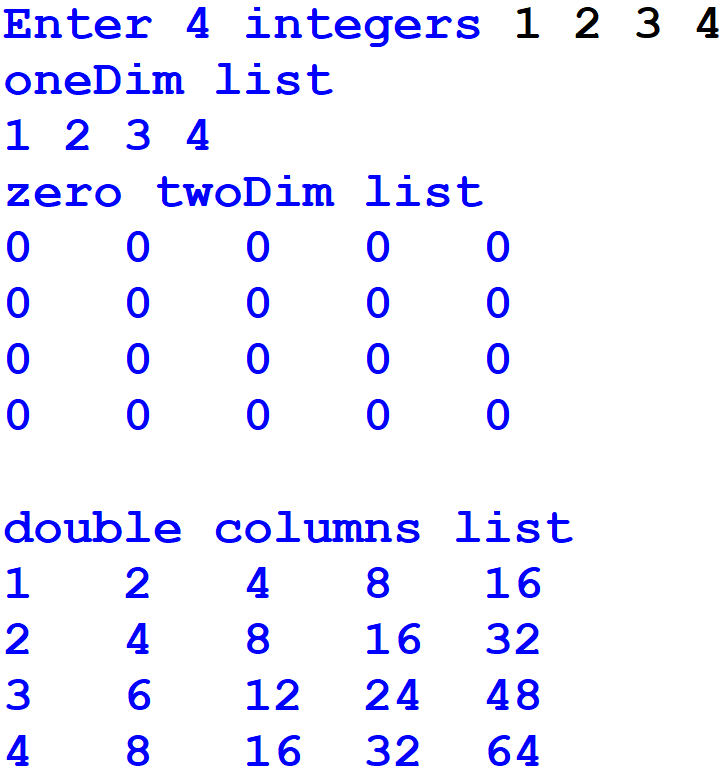 Enter 4 integers 1 2 3 4
oneDim list
1 2 3 4
zero twoDim list
0 0 0 0 0
0 0 0 0 0
0 0 0 0 0
0 0 0 0 0
double columns list
1 2 4 8 16
2 4 8 16 32
3 6 12 24 48
4 8 16 32 64